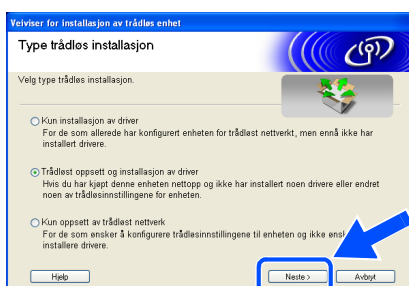 Veiviser for installasjon av trådløs enhet
Type trådløs installasjon
Velg type trådløs installasjon.
Kun installasjon av driver
For de som allerede har konfigurert enheten for trådløst nettverk, men ennå ikke har
installert drivere.
Trådløst oppsett og installasjon av driver
Hvis du har kjøpt denne enheten nettopp og ikke har installert noen drivere eller endret
noen av trådløsinnstillingene for enheten.
Kun oppsett av trådløst nettverk
For de som ønsker å konfigurere trådløsinnstillingene til enheten og ikke
installere drivere.
Hjelp
Neste >
Avbryt